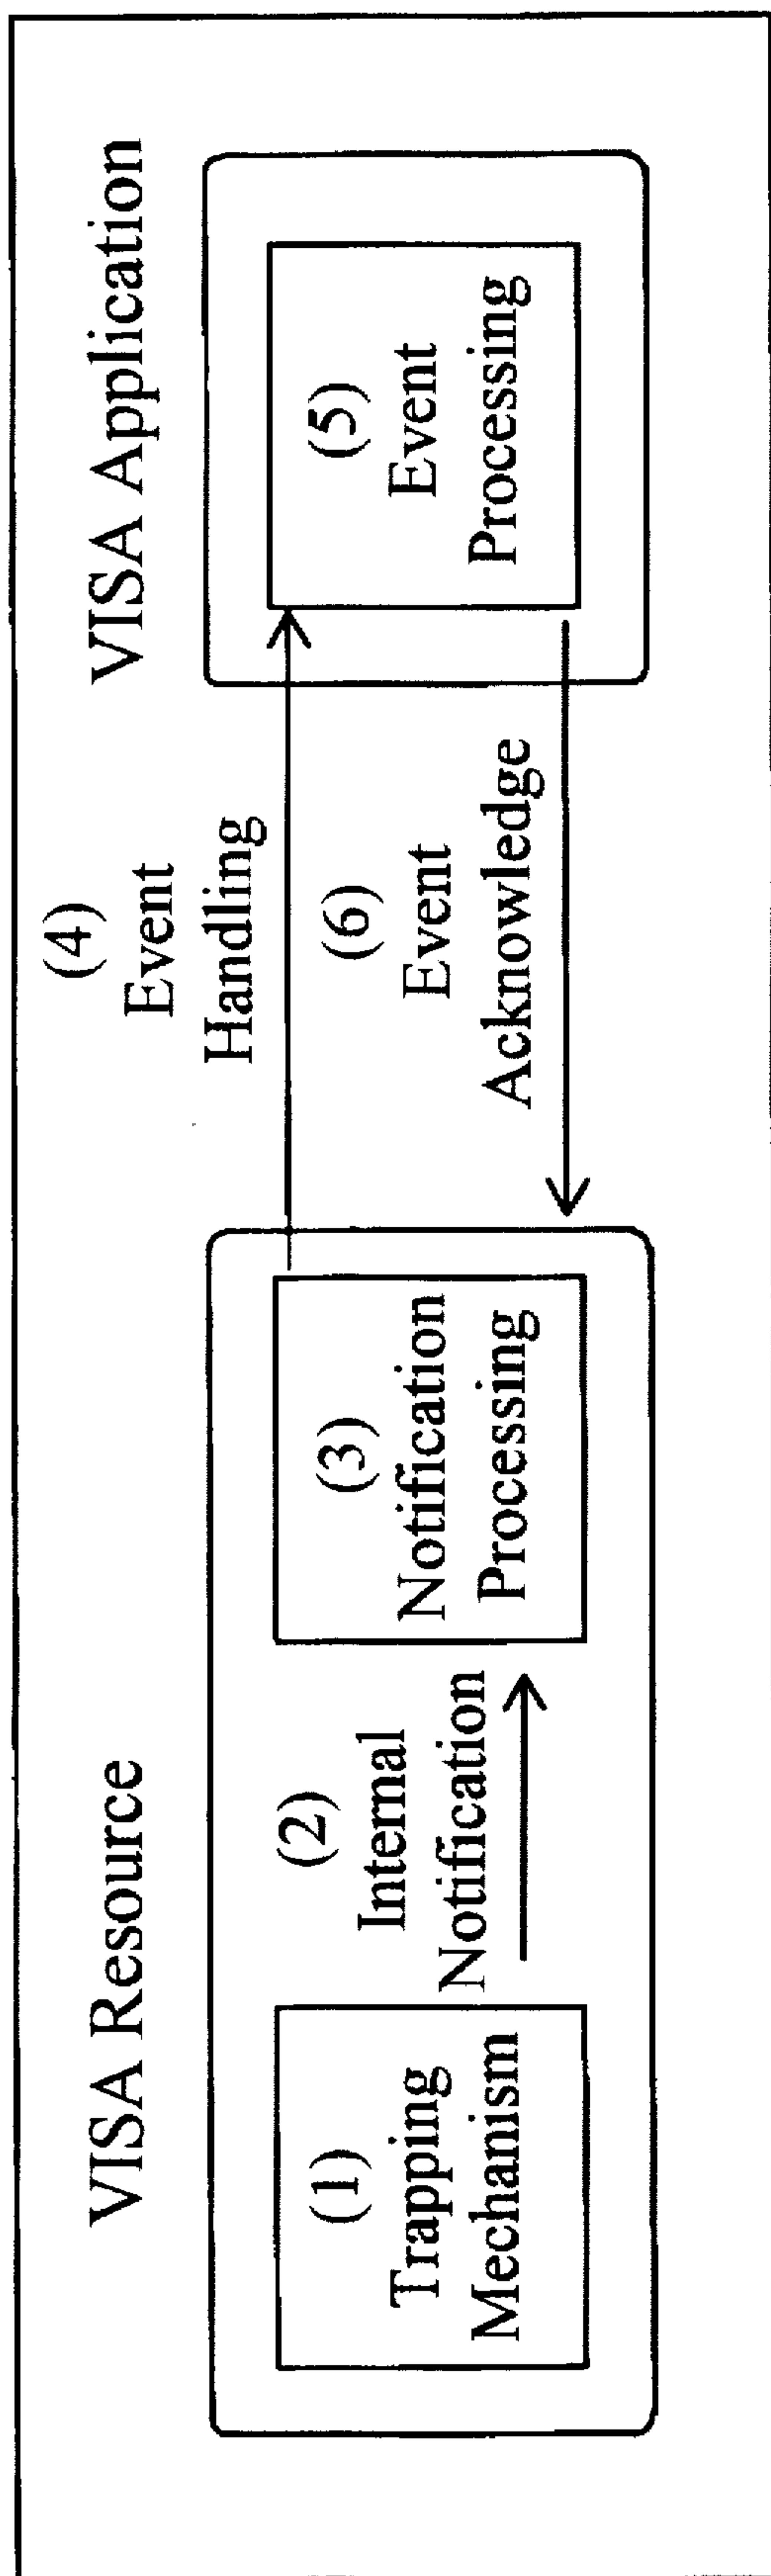 VISA Resource
VISA Application
(1)
Trapping
Mechanism
(2)
Internal
Notification
(3)
Notification
Processing
(4)
Event
Handling
(5)
Event
Processing
(6)
Event
Acknowledge